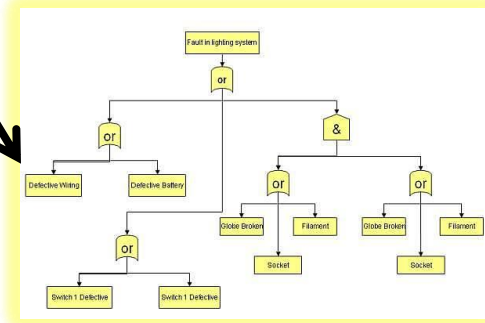 Fault in lighting system
or
or
&
Defective Wiring
Defective Battery
or
or
Globe Broken
Filament
Globe Broken
Filament
or
Socket
Socket
Switch 1 Defective
Switch 1 Defective